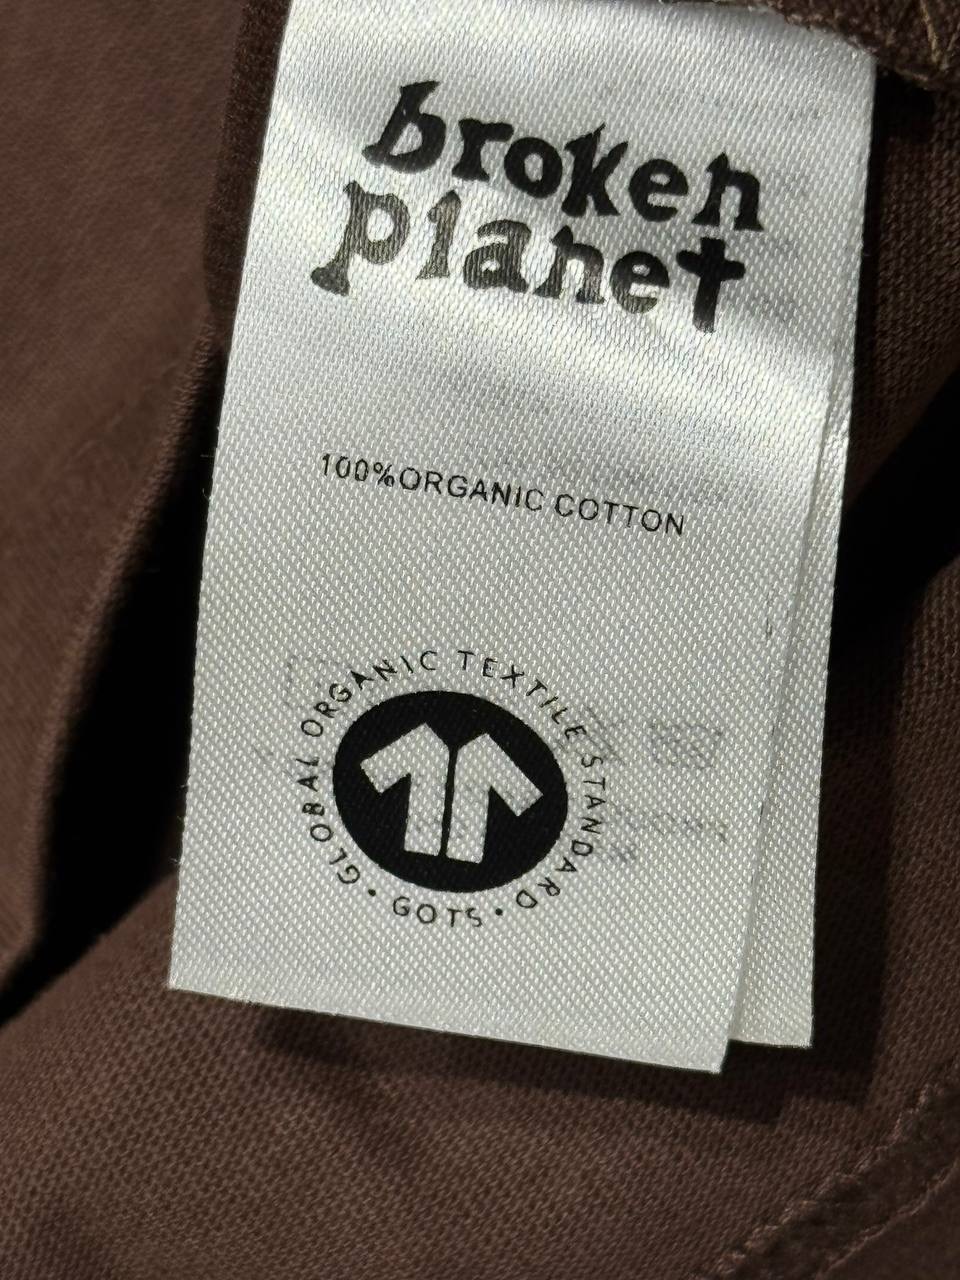 broken
planet
100%ORGANIC COTTON
GLOBAL ORGANIC TEXTILE STANDARD • GOTS •